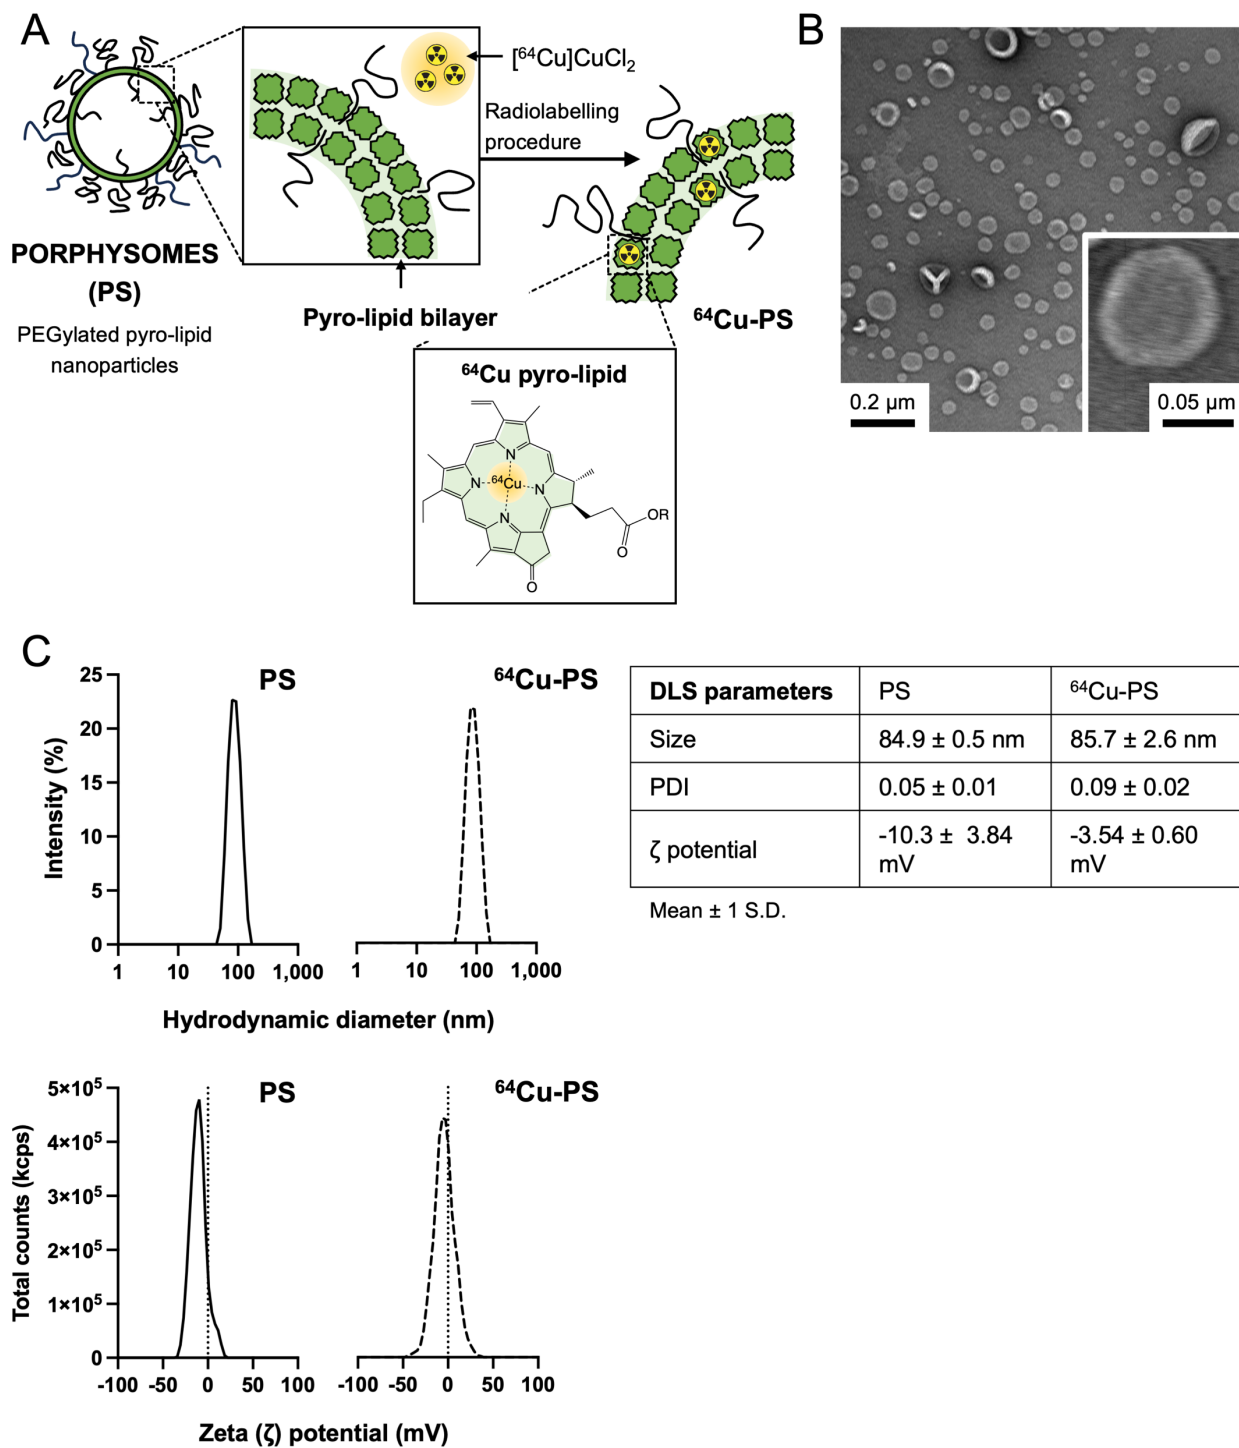 A
[⁶⁴Cu]CuCl₂
Radiolabelling
procedure
PORPHYSOMES
(PS)
PEGylated pyro-lipid
nanoparticles
Pyro-lipid bilayer
⁶⁴Cu-PS
⁶⁴Cu pyro-lipid
N
N
⁶⁴Cu
N
N
OR
O
O
B
0.2 µm
0.05 µm
C
PS
⁶⁴Cu-PS
25
20
15
10
5
0
Intensity (%)
1 10 100 1,000
1 10 100 1,000
Hydrodynamic diameter (nm)
DLS parameters PS ⁶⁴Cu-PS
Size 84.9 ± 0.5 nm 85.7 ± 2.6 nm
PDI 0.05 ± 0.01 0.09 ± 0.02
ζ potential -10.3 ± 3.84 mV -3.54 ± 0.60 mV
Mean ± 1 S.D.
PS
⁶⁴Cu-PS
5×10⁵
4×10⁵
3×10⁵
2×10⁵
1×10⁵
0
Total counts (kcps)
-100 -50 0 50 100
-100 -50 0 50 100
Zeta (ζ) potential (mV)